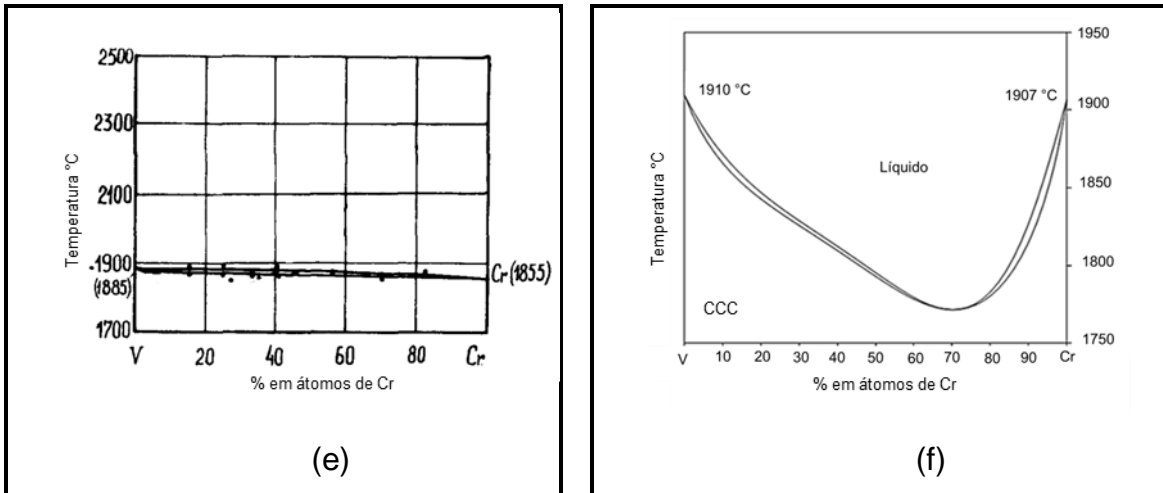 2500
2300
2100
1900
(1885)
1700
Temperatura °C
Cr (1855)
V 20 40 60 80 Cr
% em átomos de Cr
(e)
1950
1910 °C 1907 °C
1900
Líquido
1850
Temperatura °C
1800
CCC
1750
V 10 20 30 40 50 60 70 80 90 Cr
% em átomos de Cr
(f)